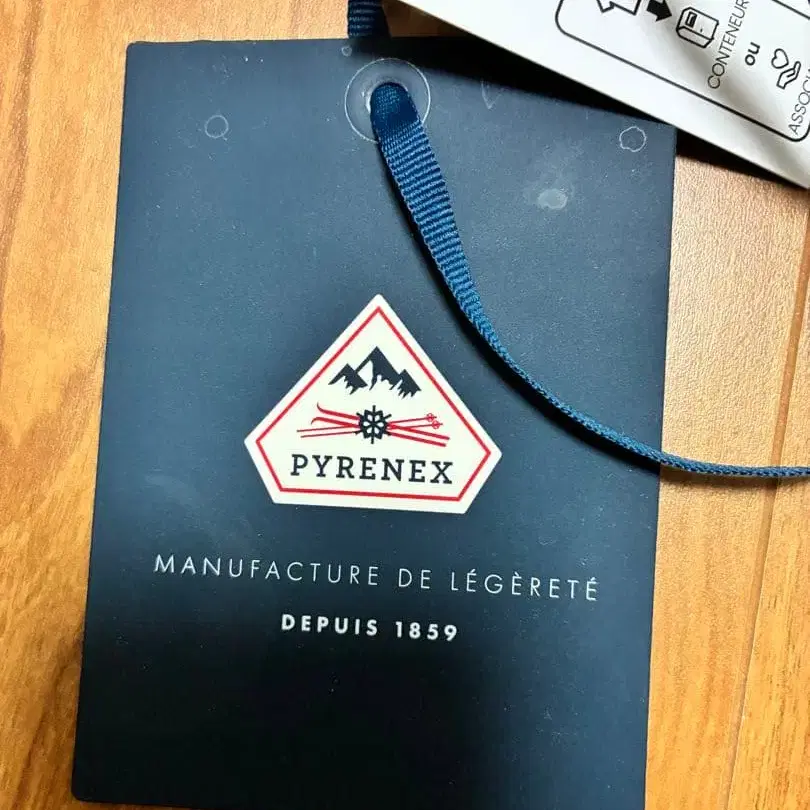 CONTENEUR
ou
PYRENEX
MANUFACTURE DE LÉGÈRETÉ
DEPUIS 1859